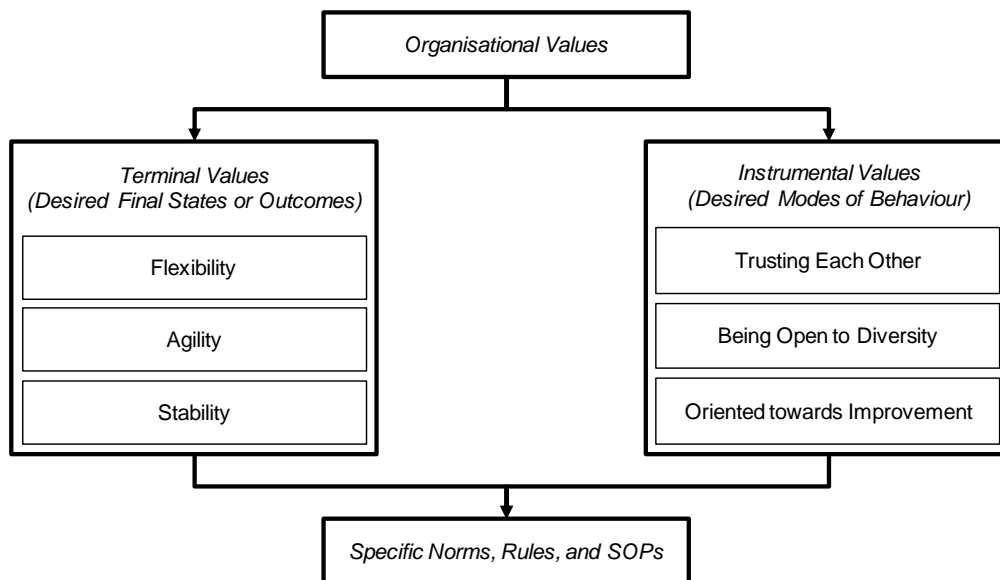 Organisational Values
Terminal Values
(Desired Final States or Outcomes)
Flexibility
Agility
Stability
Instrumental Values
(Desired Modes of Behaviour)
Trusting Each Other
Being Open to Diversity
Oriented towards Improvement
Specific Norms, Rules, and SOPs